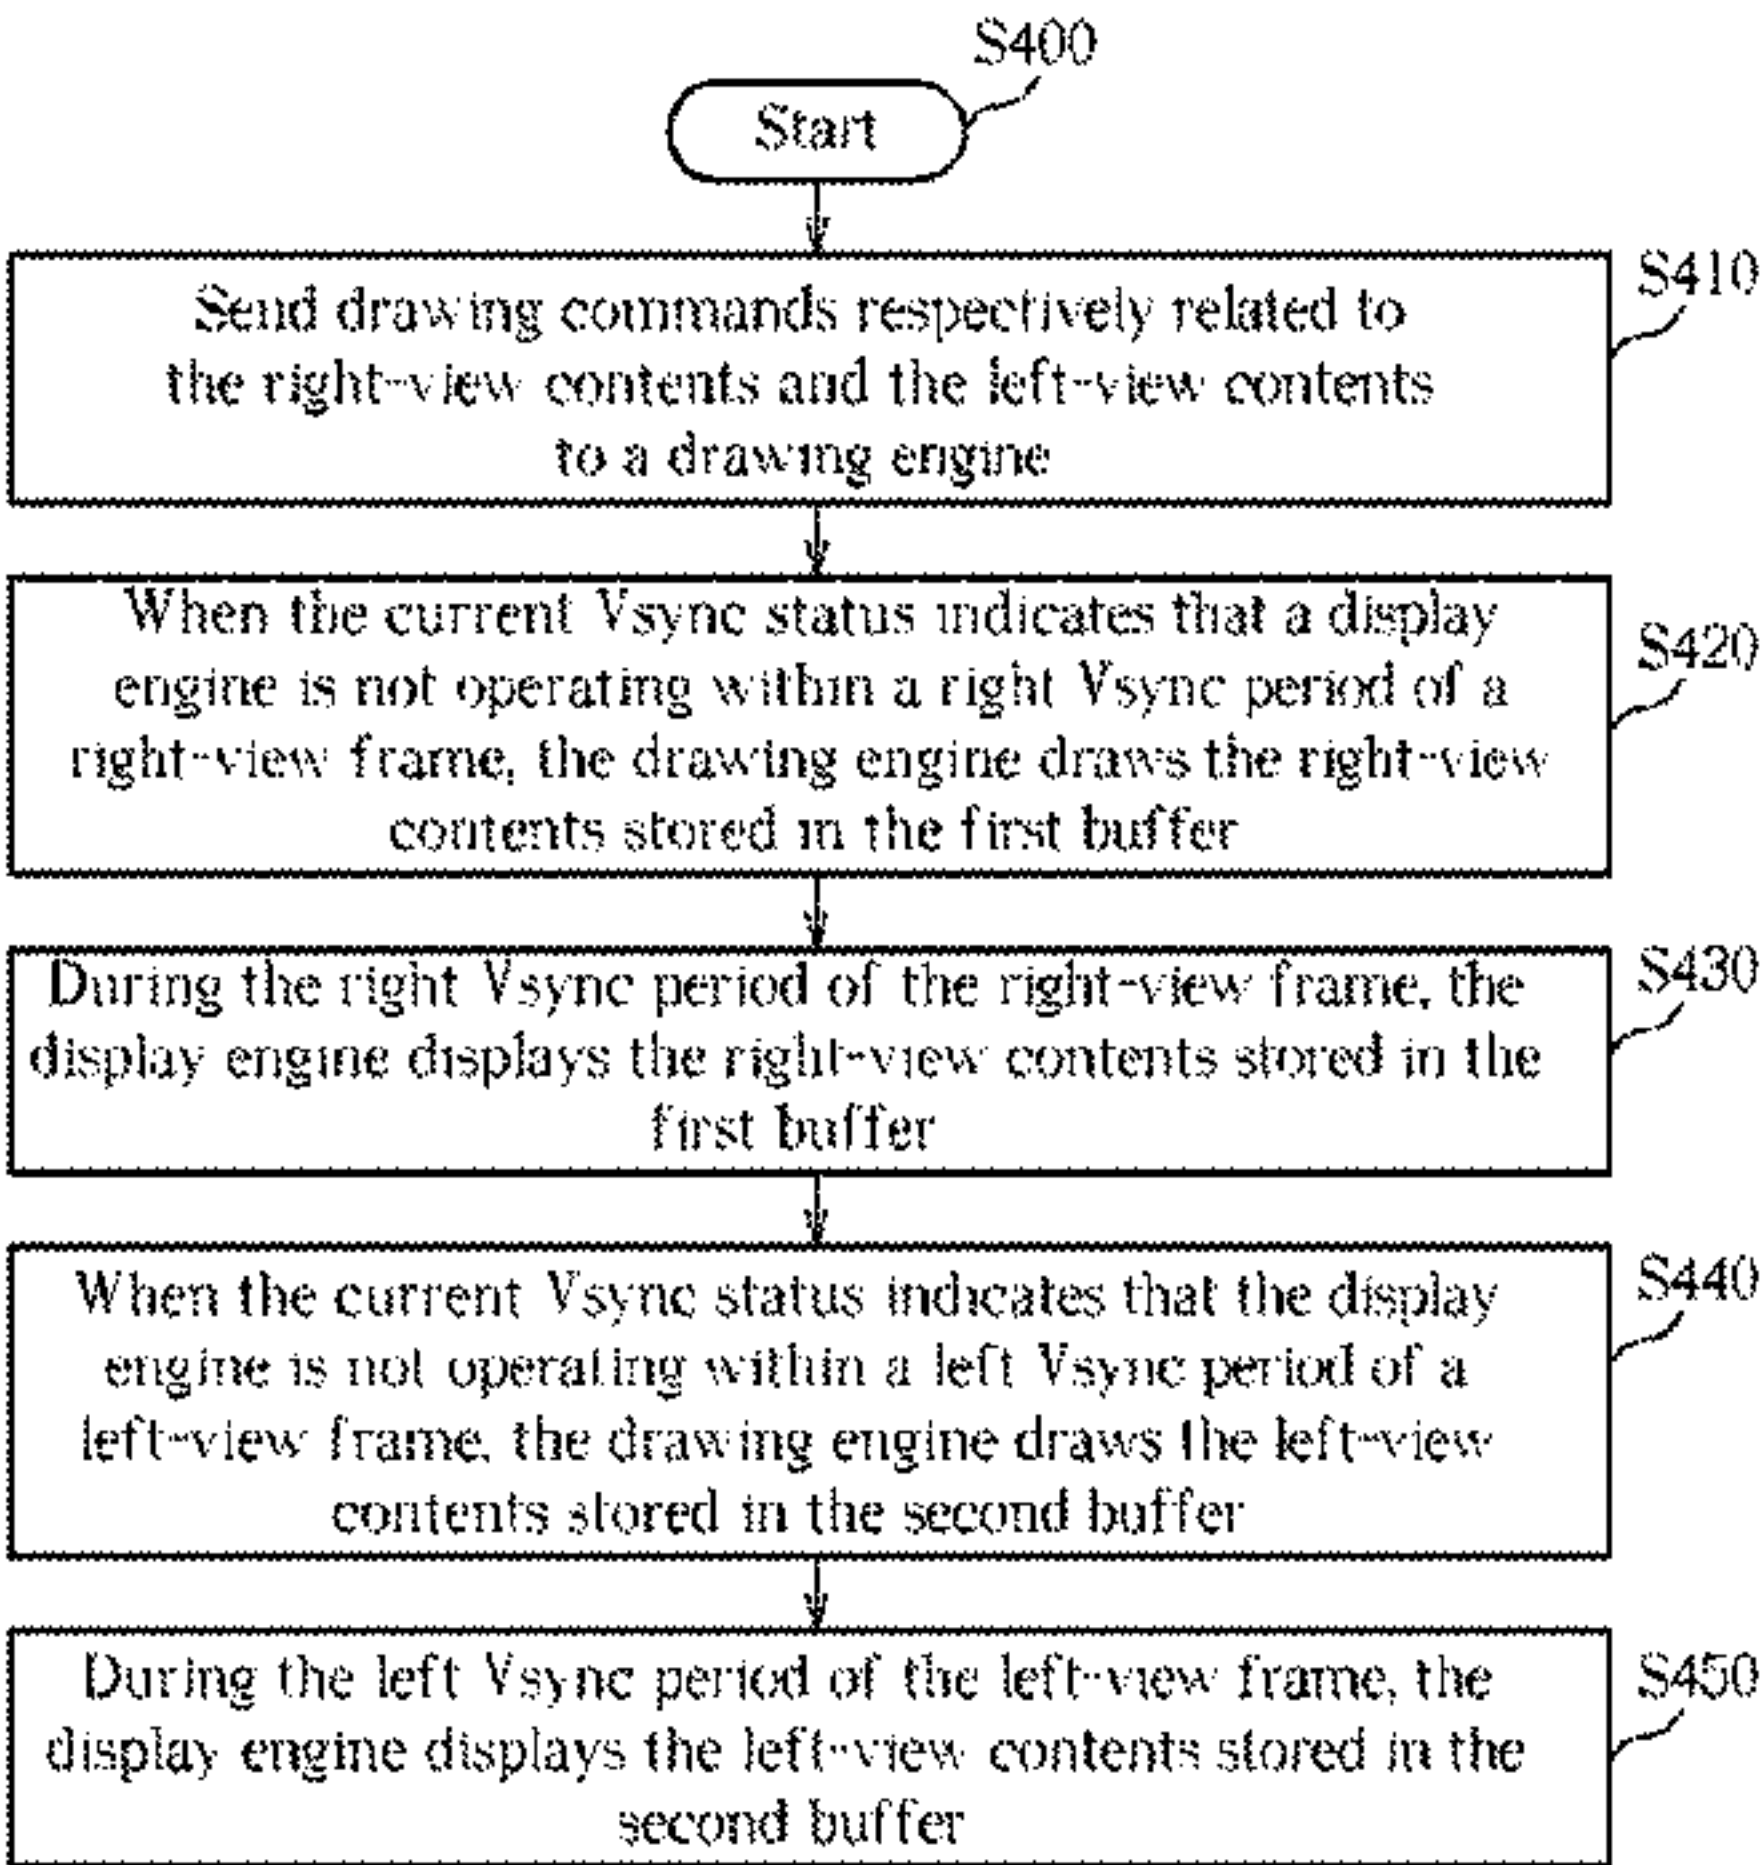 S400
Start
S410
Send drawing commands respectively related to
the right-view contents and the left-view contents
to a drawing engine
When the current Vsync status indicates that a display
S420
engine is not operating within a right Vsync period of a
right-view frame, the drawing engine draws the right-view
contents stored in the first buffer
During the right Vsync period of the right-view frame, the
S430
display engine displays the right-view contents stored in the
first buffer
When the current Vsync status indicates that the display
S440
engine is not operating within a left Vsync period of a
left-view frame, the drawing engine draws the left-view
contents stored in the second buffer
During the left Vsync period of the left-view frame, the
S450
display engine displays the left-view contents stored in the
second buffer